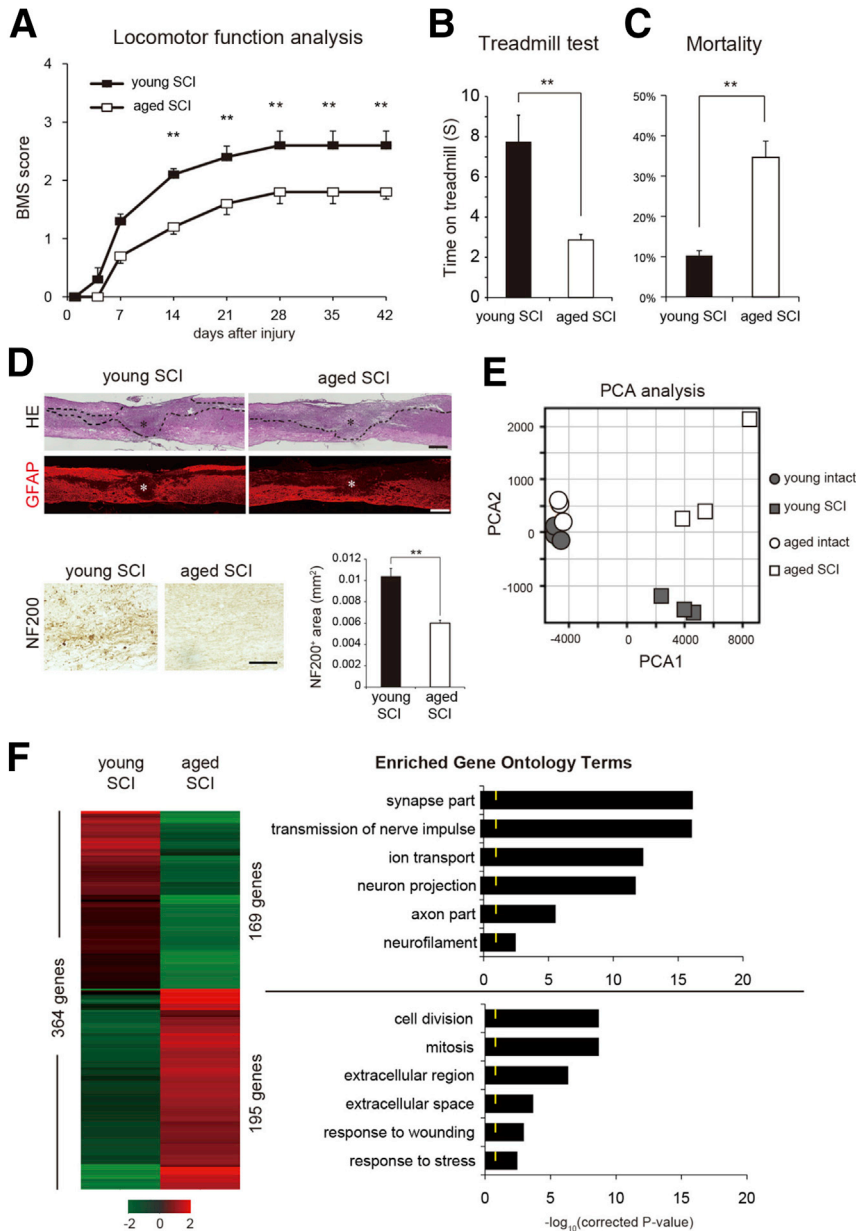 A
Locomotor function analysis
young SCI
aged SCI
BMS score
4
3
2
1
0
**
**
**
**
**
0
7
14
21
28
35
42
days after injury
B
Treadmill test
**
Time on treadmill (S)
10
8
6
4
2
0
young SCI
aged SCI
C
Mortality
**
50%
40%
30%
20%
10%
0%
young SCI
aged SCI
D
young SCI
aged SCI
HE
*
*
GFAP
*
*
young SCI
aged SCI
NF200
NF200⁺ area (mm²)
0.012
0.01
0.008
0.006
0.004
0.002
0
**
young
SCI
aged
SCI
E
PCA analysis
PCA2
2000
1000
0
-1000
-4000
0
2000
4000
8000
PCA1
young intact
young SCI
aged intact
aged SCI
F
young
SCI
aged
SCI
364 genes
169 genes
195 genes
-2
0
2
Enriched Gene Ontology Terms
synapse part
transmission of nerve impulse
ion transport
neuron projection
axon part
neurofilament
0
5
10
15
20
cell division
mitosis
extracellular region
extracellular space
response to wounding
response to stress
0
5
10
15
20
-log₁₀(corrected P-value)